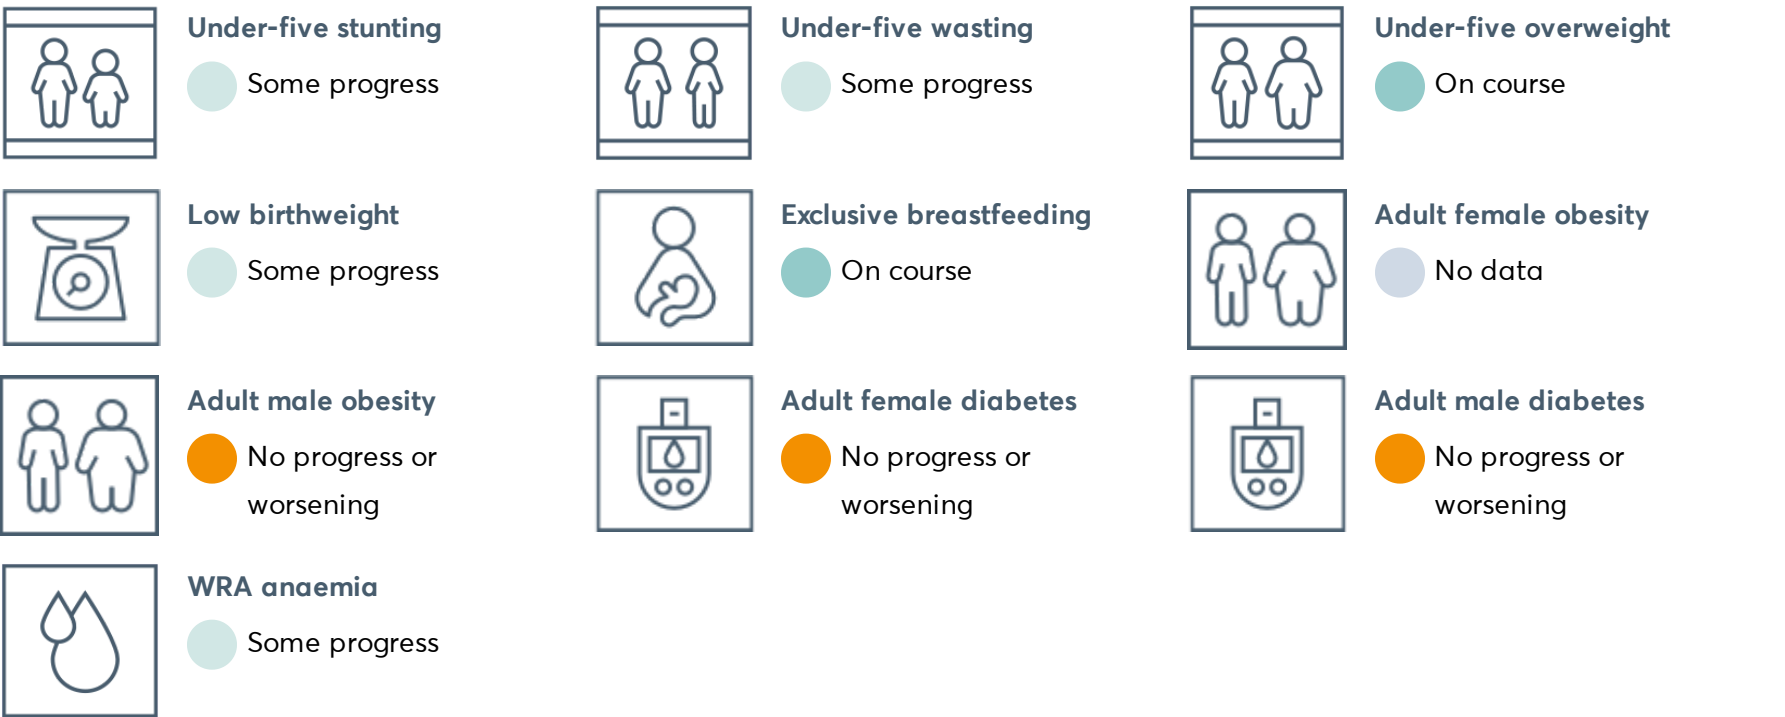 Under-five stunting
Some progress
Under-five wasting
Some progress
Under-five overweight
On course
Low birthweight
Some progress
Exclusive breastfeeding
On course
Adult female obesity
No data
Adult male obesity
No progress or
worsening
Adult female diabetes
No progress or
worsening
Adult male diabetes
No progress or
worsening
WRA anaemia
Some progress